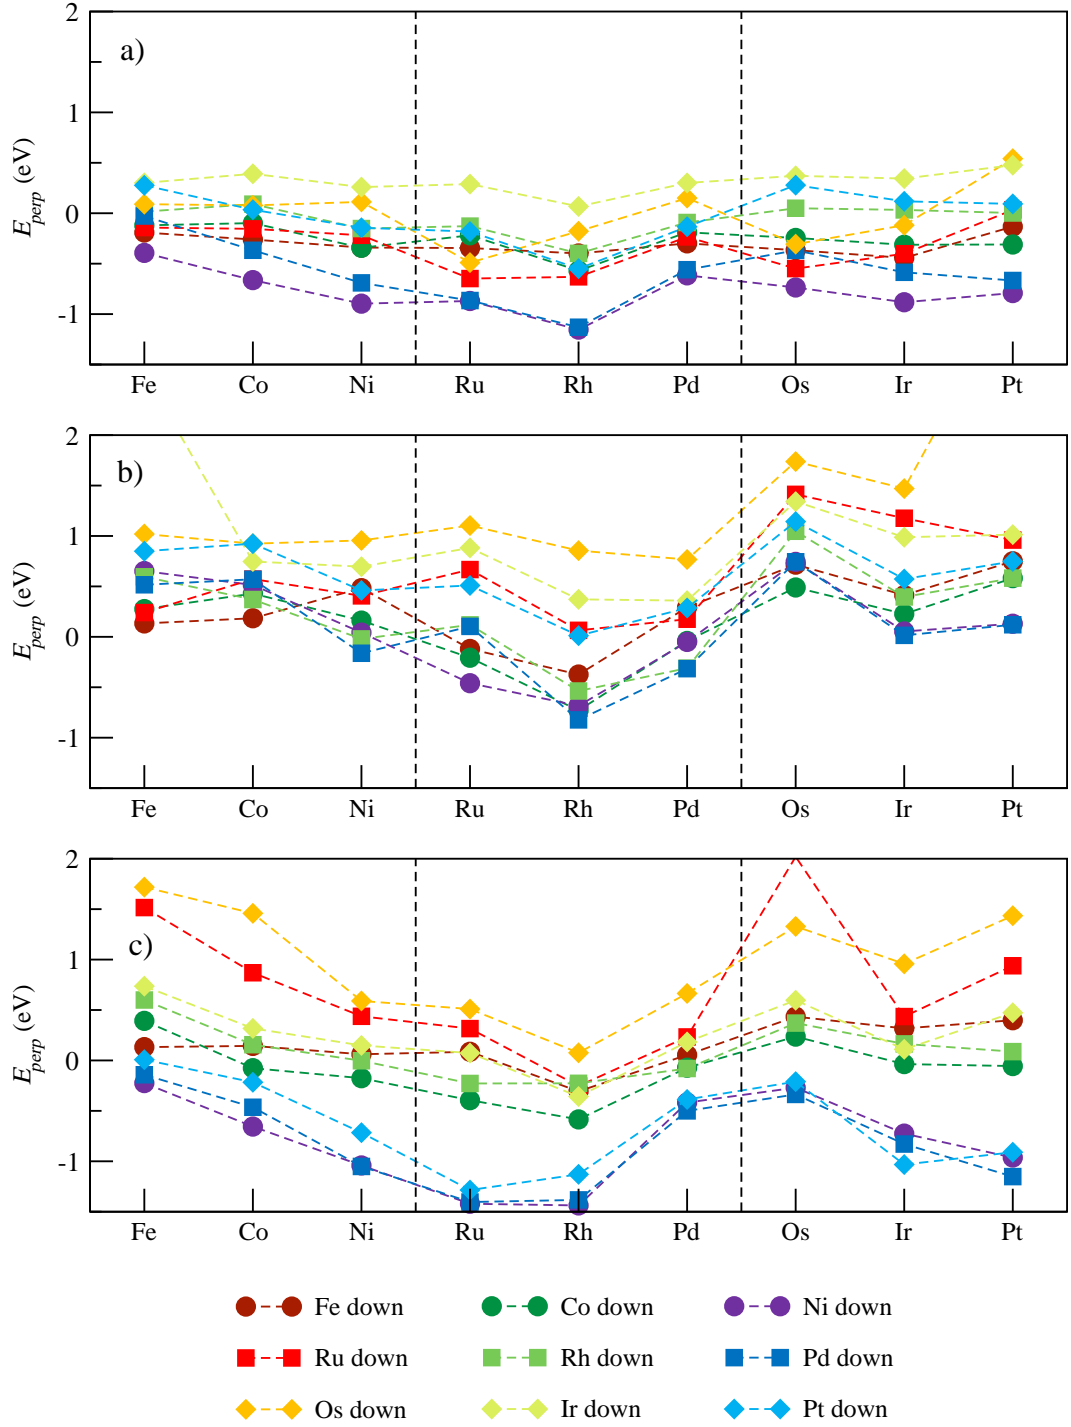 2
a)
1
E_perp (eV)
0
-1
Fe Co Ni Ru Rh Pd Os Ir Pt
2
b)
1
E_perp (eV)
0
-1
Fe Co Ni Ru Rh Pd Os Ir Pt
2
c)
1
E_perp (eV)
0
-1
Fe Co Ni Ru Rh Pd Os Ir Pt
Fe down Co down Ni down
Ru down Rh down Pd down
Os down Ir down Pt down